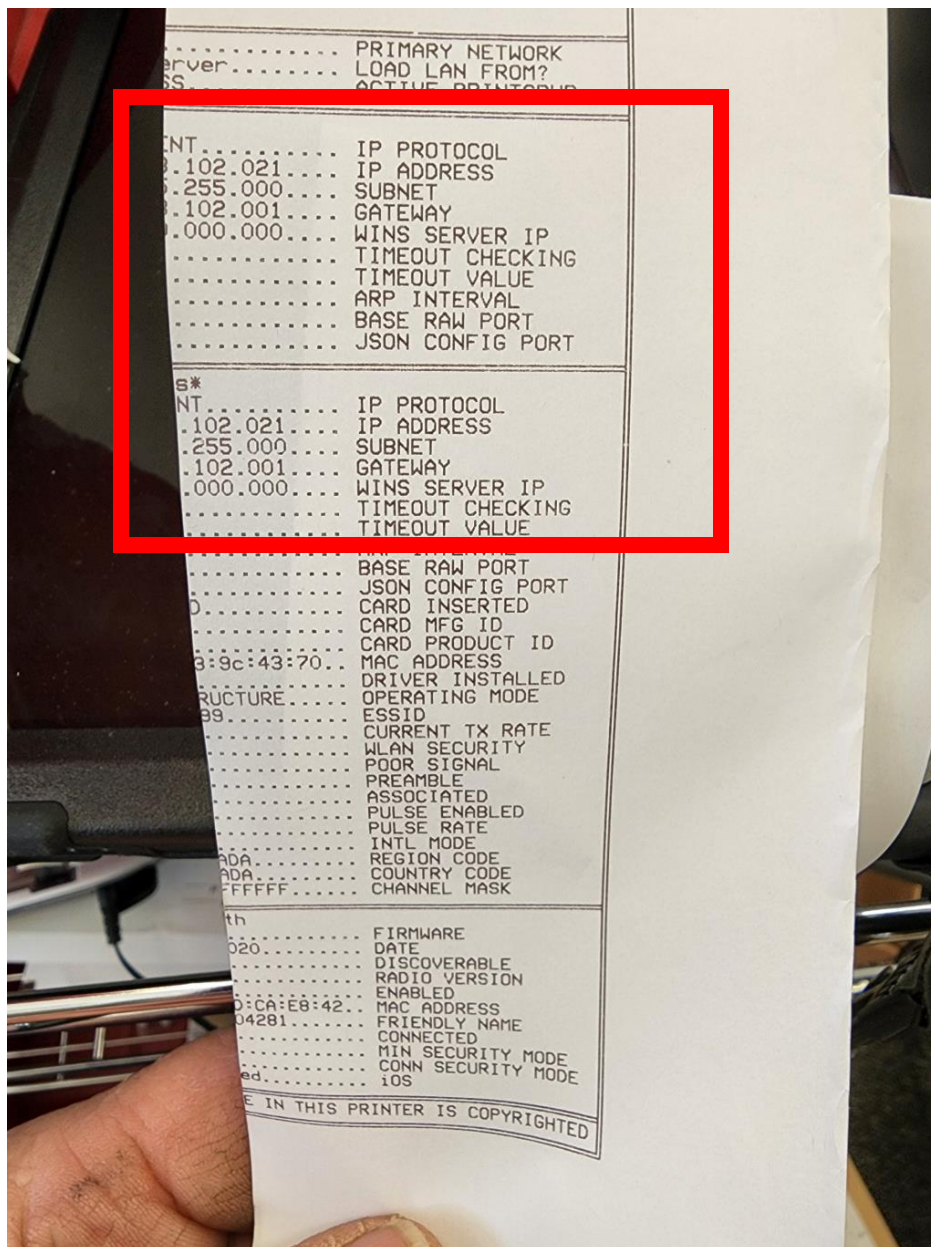 ............. PRIMARY NETWORK
erver........ LOAD LAN FROM?
SS............ ACTIVE PRINTSRVR
ENT........... IP PROTOCOL
.102.021.... IP ADDRESS
.255.000.... SUBNET
.102.001.... GATEWAY
.000.000.... WINS SERVER IP
............. TIMEOUT CHECKING
............. TIMEOUT VALUE
............. ARP INTERVAL
............. BASE RAW PORT
............. JSON CONFIG PORT
s*
NT.......... IP PROTOCOL
.102.021.... IP ADDRESS
.255.000.... SUBNET
.102.001.... GATEWAY
.000.000.... WINS SERVER IP
............ TIMEOUT CHECKING
............ TIMEOUT VALUE
............ ARP INTERVAL
............ BASE RAW PORT
............ JSON CONFIG PORT
D........... CARD INSERTED
............ CARD MFG ID
............ CARD PRODUCT ID
3:9c:43:70.. MAC ADDRESS
............ DRIVER INSTALLED
RUCTURE..... OPERATING MODE
99.......... ESSID
........... CURRENT TX RATE
........... WLAN SECURITY
........... POOR SIGNAL
........... PREAMBLE
........... ASSOCIATED
........... PULSE ENABLED
........... PULSE RATE
........... INTL MODE
ADA......... REGION CODE
ADA......... COUNTRY CODE
FFFFFFF...... CHANNEL MASK
th
........... FIRMWARE
020......... DATE
........... DISCOVERABLE
........... RADIO VERSION
........... ENABLED
D:CA:E8:42.. MAC ADDRESS
04281....... FRIENDLY NAME
........... CONNECTED
........... MIN SECURITY MODE
........... CONN SECURITY MODE
ed.......... iOS
E IN THIS PRINTER IS COPYRIGHTED